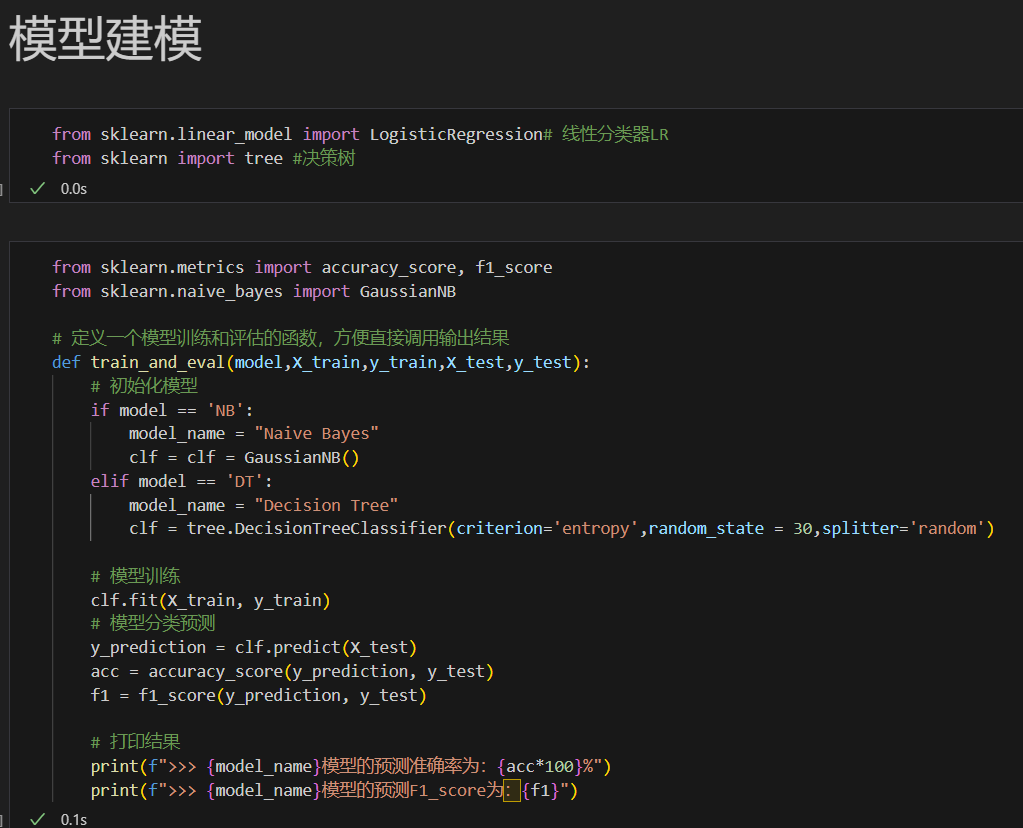 模型建模
from sklearn.linear_model import LogisticRegression# 线性分类器LR
from sklearn import tree #决策树
0.0s
from sklearn.metrics import accuracy_score, f1_score
from sklearn.naive_bayes import GaussianNB
# 定义一个模型训练和评估的函数，方便直接调用输出结果
def train_and_eval(model,X_train,y_train,X_test,y_test):
# 初始化模型
if model == 'NB':
model_name = "Naive Bayes"
clf = clf = GaussianNB()
elif model == 'DT':
model_name = "Decision Tree"
clf = tree.DecisionTreeClassifier(criterion='entropy',random_state = 30,splitter='random')
# 模型训练
clf.fit(X_train, y_train)
# 模型分类预测
y_prediction = clf.predict(X_test)
acc = accuracy_score(y_prediction, y_test)
f1 = f1_score(y_prediction, y_test)
# 打印结果
print(f">>> {model_name}模型的预测准确率为：{acc*100}%")
print(f">>> {model_name}模型的预测F1_score为：{f1}")
0.1s